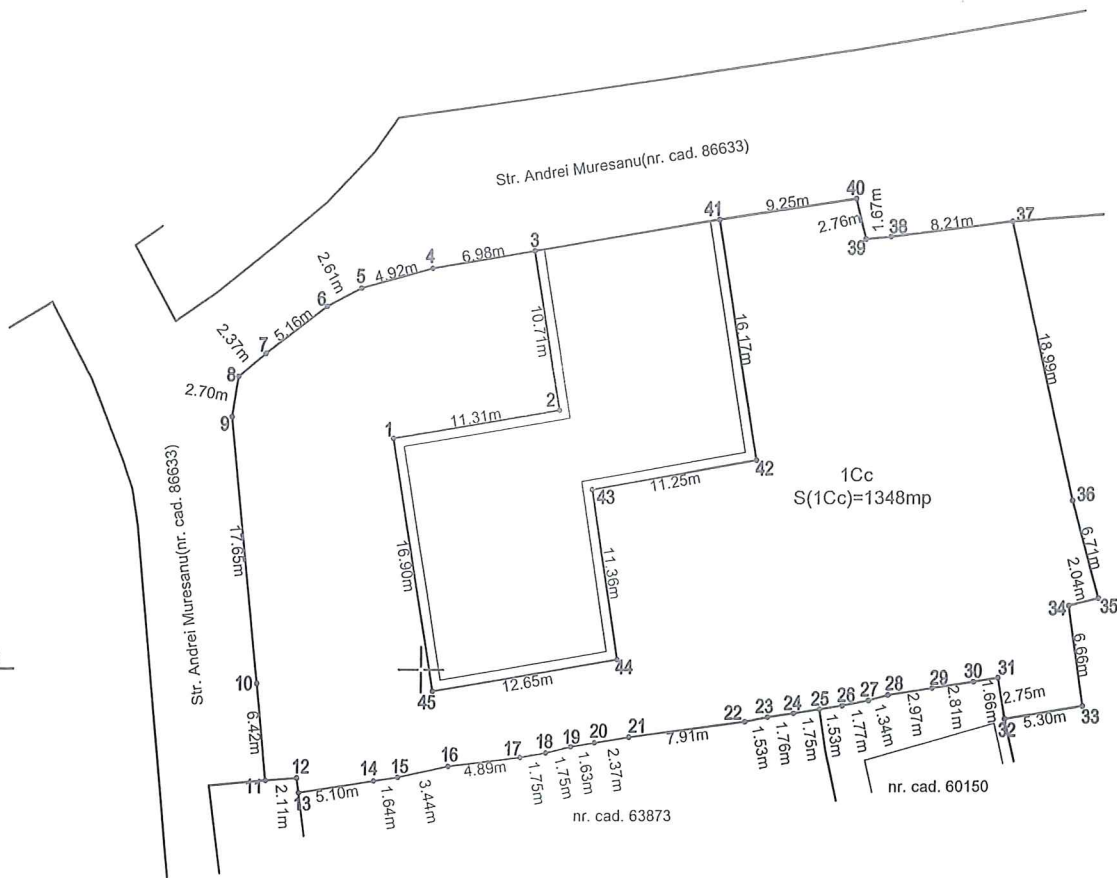 Str. Andrei Muresanu(nr. cad. 86633)
40
41
9.25m
1.67m
2.76m
39
38
8.21m
37
3
6.98m
4
4.92m
5
2.61m
6
5.16m
7
2.37m
8
2.70m
9
10.71m
16.17m
18.99m
2
11.31m
1
42
11.25m
43
1Cc
S(1Cc)=1348mp
36
Str. Andrei Muresanu(nr. cad. 86633)
17.65m
16.90m
11.36m
6.71m
2.04m
34
35
6.66m
44
12.65m
45
10
6.42m
11
12
2.11m
13
5.10m
14
1.64m
15
3.44m
16
4.89m
17
1.75m
18
1.75m
19
1.63m
20
2.37m
21
7.91m
22
1.53m
23
1.76m
24
1.75m
25
1.53m
26
1.77m
27
1.34m
28
2.97m
29
2.81m
30
1.66m
31
2.75m
32
5.30m
33
nr. cad. 63873
nr. cad. 60150